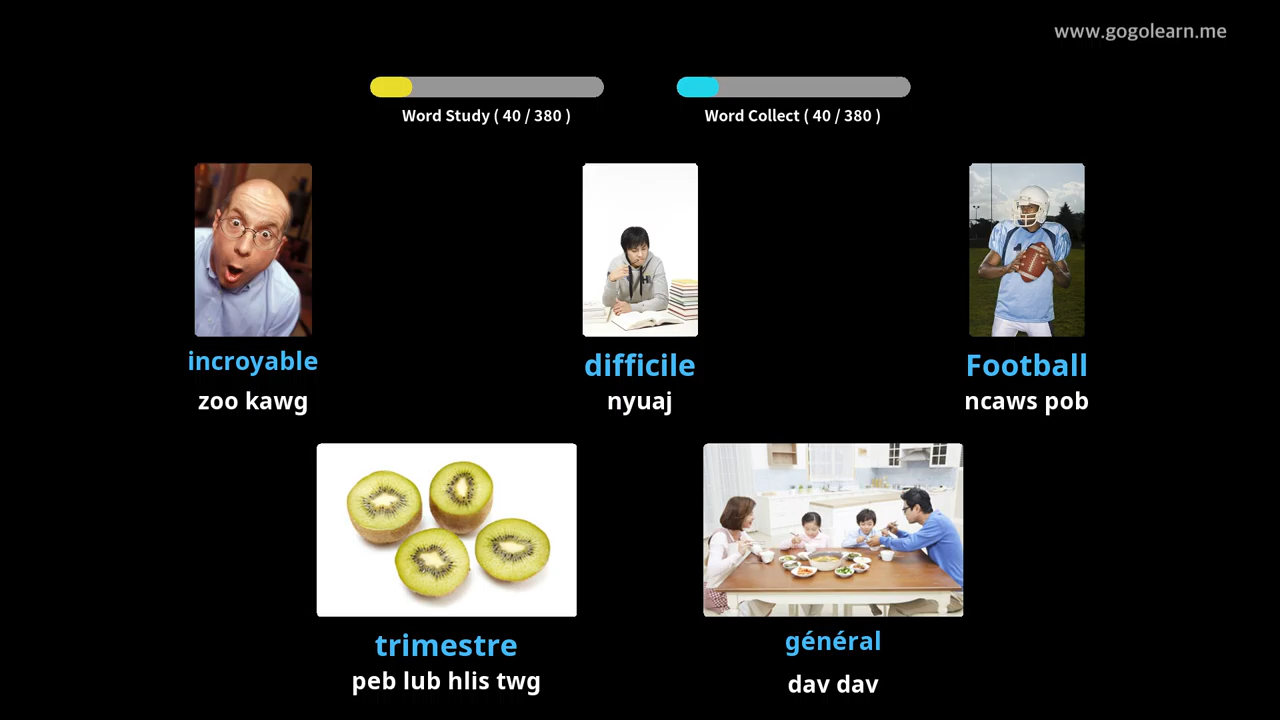 www.gogolearn.me
Word Study ( 40 / 380 )
Word Collect ( 40 / 380 )
incroyable
zoo kawg
difficile
nyuaj
Football
ncaws pob
trimestre
peb lub hlis twg
général
dav dav